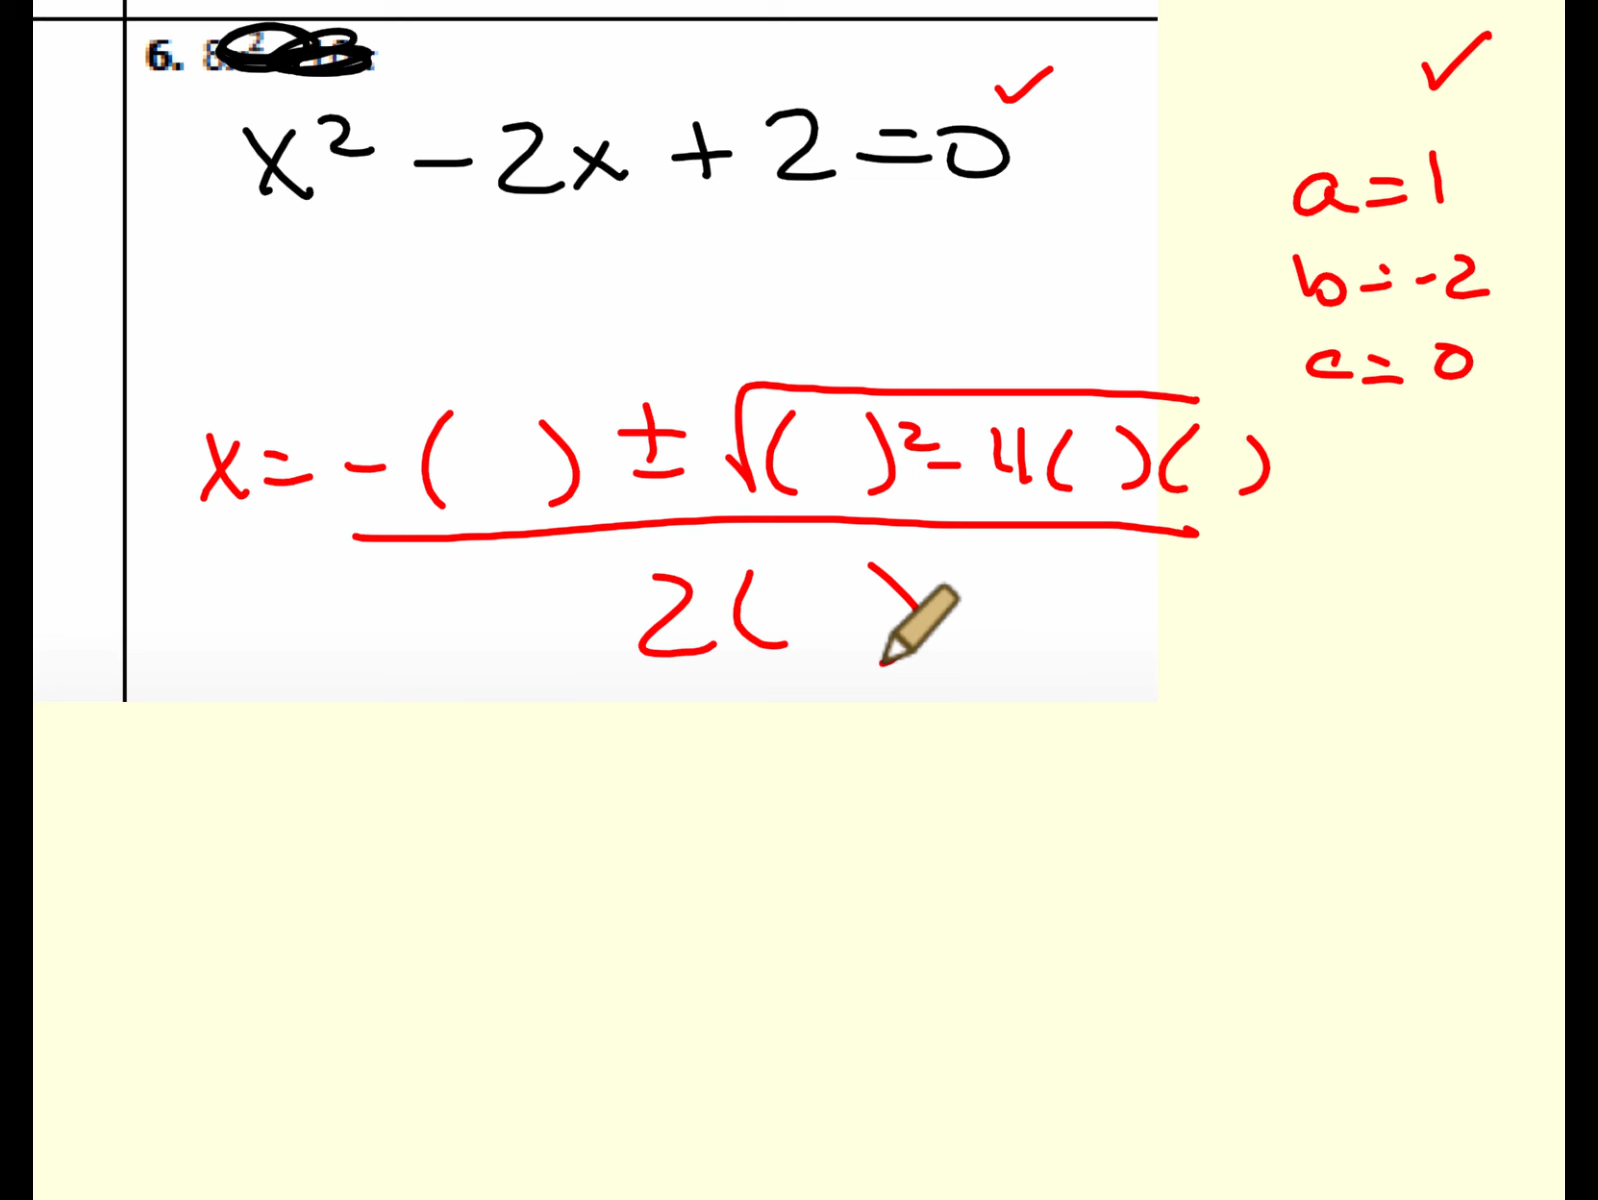 6.
x² - 2x + 2 = 0 ✓
✓
a = 1
b = -2
c = 0
x = -( ) ± √( )² - 4( )( )
2( )